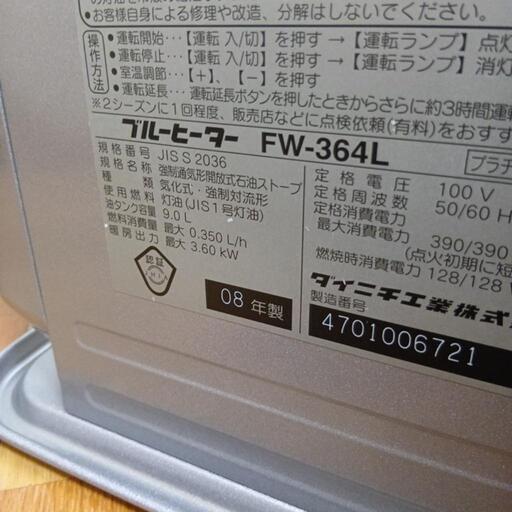 ●お客様自身による修理や改造、分解はしないでください。
操作方法
●運転開始…【運転 入/切】を押す→【運転ランプ】点灯
●運転停止…【運転 入/切】を押す→【運転ランプ】消灯
●室温調節…【+】、【-】を押す
●運転延長…運転延長ボタンを押したときからさらに約3時間運転
※2シーズンに1回程度、販売店などに点検依頼(有料)をおすす
ブルーヒーター FW-364L
プラチ
規格番号 JIS S 2036
規格名称 強制通気形開放式石油ストーブ
種類 気化式・強制対流形
使用燃料 灯油(JIS1号灯油)
油タンク容量 9.0L
燃料消費量 最大 0.350 L/h
暖房出力 最大 3.60 kW
定格電圧 100 V
定格周波数 50/60 H
定格消費電力
最大消費電力 390/390
(点火初期に短
燃焼時消費電力 128/128
認証
JHIA
08年製
ダイニチ工業株式
製造番号
4701006721